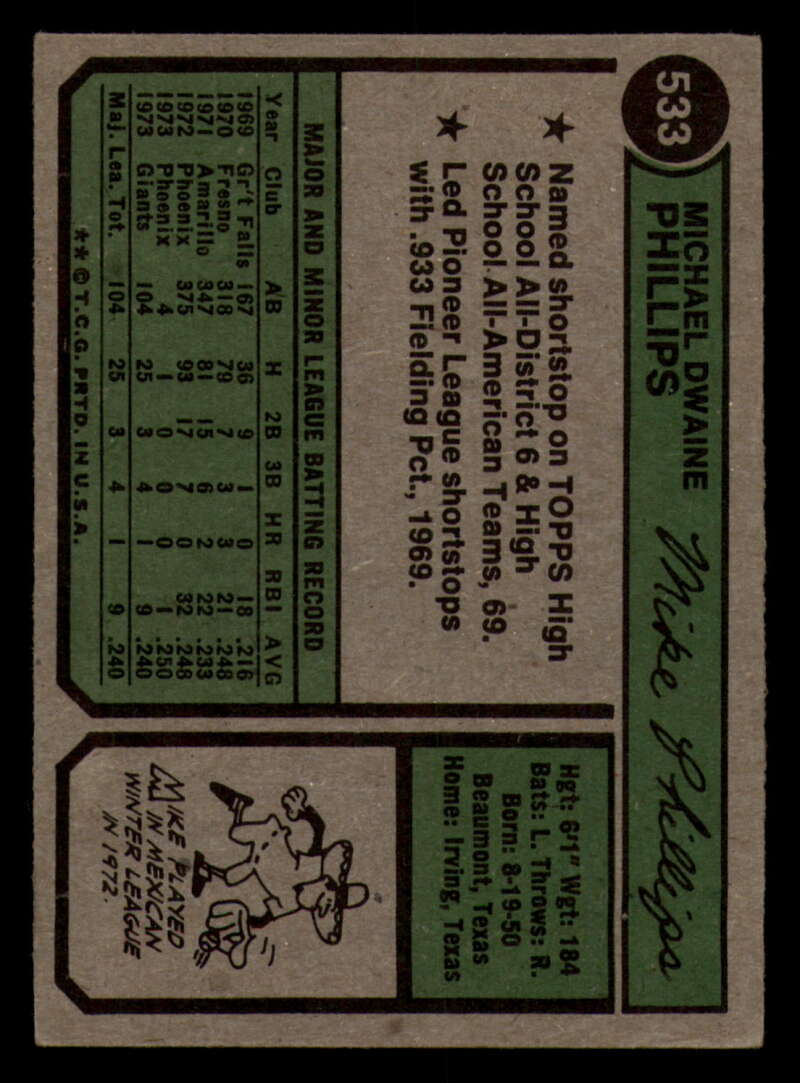 533
MICHAEL DWAINE
PHILLIPS
Mike Phillips
★ Named shortstop on TOPPS High
School All-District 6 & High
School All-American Teams, 69.
★ Led Pioneer League shortstops
with .933 Fielding Pct., 1969.
MAJOR AND MINOR LEAGUE BATTING RECORD
Year Club AB H 2B 3B HR RBI AVG
1969 Gr't Falls 167 36 9 1 0 18 .216
1970 Fresno 318 79 7 3 3 21 .248
1971 Amarillo 347 81 15 6 2 22 .233
1972 Phoenix 375 93 17 7 0 32 .248
1973 Phoenix 4 1 0 0 0 1 .250
1973 Giants 104 25 3 4 1 9 .240
Maj. Lea. Tot. 104 25 3 4 1 9 .240
**© T.C.G. PRTD. IN U.S.A.
Hgt: 6'1" Wgt: 184
Bats: L. Throws: R.
Born: 8-19-50
Beaumont, Texas
Home: Irving, Texas
MIKE PLAYED
IN MEXICAN
WINTER LEAGUE
IN 1972.